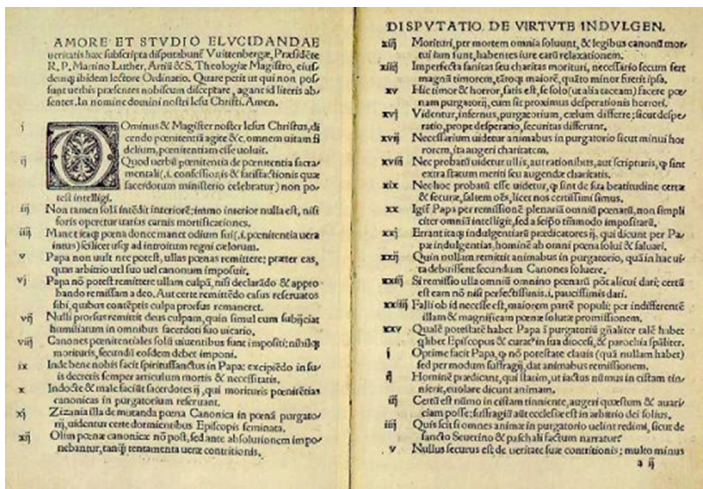 AMORE ET STVDIO ELVCIDANDAE
ueritatis hæc subscripta disputabunt̃ Vuittenbergæ, Præsidẽte
R. P. Martino Luther, Artiũ & S. Theologiæ Magistro, eius-
demq̃ ibidem lectore Ordinario. Quare petit ut qui non pos-
sunt uerbis præsentes nobiscum disceptare, agant id literis ab-
sentes. In nomine domini nostri Iesu Christi. Amen.
i Dominus & Magister noster Iesus Christus, di-
cendo pœnitentiã agite &c. omnem uitam fi
delium, pœnitentiam esse uoluit.
ij Quod uerbũ pœnitentia de pœnitentia sacra-
mentali (.i. confessionis & satisfactionis quæ
sacerdotum ministerio celebratur) non po-
test intelligi.
iij Non tamen solã intẽdit interiorẽ: immo interior nulla est, nisi
foris operetur uarias carnis mortificationes.
iiij Manet itaq̃ pœna donec manet odium sui (.i. pœnitentia uera
intus) scilicet usq̃ ad introitum regni cælorum.
v Papa non uult nec potest, ullas pœnas remittere: præter eas,
quas arbitrio uel suo uel canonum imposuit.
vj Papa nõ potest remittere ullam culpã, nisi declarãdo & appro
bando remissam a deo. Aut certe remittẽdo casus reseruatos
sibi, quibus contẽptis culpa prorsus remaneret.
vij Nulli prorsus remittit deus culpam, quin simul eum subijciat
humiliatum in omnibus sacerdoti suo uicario.
viij Canones pœnitentiales solũ uiuentibus sunt impositi: nihilq̃
morituris, secundũ eosdem debet imponi.
ix Inde bene nobis facit spiritussanctus in Papa: excipiẽdo in su
is decretis semper articulum mortis & necessitatis.
x Indocte & male faciũt sacerdotes ij, qui morituris pœnitẽtias
canonicas in purgatorium reseruant.
xj Zizania illa de mutanda pœna Canonica in pœnã purgato-
rij, uidentur certe dormientibus Episcopis seminata.
xij Olim pœnæ canonicæ nõ post, sed ante absolutionem impo-
nebantur, tanq̃ tentamenta ueræ contritionis.
DISPVTATIO DE VIRTVTE INDVLGEN.
xiij Morituri, per mortem omnia soluunt, & legibus canonũ mor-
tui iam sunt, habentes iure earũ relaxationem.
xiiij Imperfecta sanitas seu charitas morituri, necessario secum fert
magnũ timorem, tãtoq̃ maiorẽ, quãto minor fuerit ipsa.
xv Hic timor & horror, satis est, se solo (ut alia taceam) facere pœ-
nam purgatorij, cum sit proximus desperationis horrori.
xvj Videntur, infernus, purgatorium, cælum differre: sicut despe-
ratio, prope desperatio, securitas differunt.
xvij Necessarium uidetur animabus in purgatorio sicut minui hor
rorem, ita augeri charitatem.
xviij Nec probatũ uidetur ullis, aut rationibus, aut scripturis, q̃ sint
extra statum meriti seu augendæ charitatis.
xix Nec hoc probatũ esse uidetur, q̃ sint de sua beatitudine certæ
& securæ, saltem oẽs, licet nos certissimi simus.
xx Igit̃ Papa per remissionẽ plenariã omniũ pœnarũ, non simpli
citer omniũ intelligit, sed a seipso tm̃modo impositarũ.
xxj Errant itaq̃ indulgentiarũ prædicatores ij, qui dicunt per Pa-
pæ indulgentias, hominẽ ab omni pœna solui & saluari.
xxij Quin nullam remittit animabus in purgatorio, quã in hac ui-
ta debuissent secundum Canones soluere.
xxiij Si remissio ulla omniũ omnino pœnarũ põt alicui dari: certũ
est eam nõ nisi perfectissimis .i. paucissimis dari.
xxiiij Falli ob id necesse est, maiorem partẽ populi: per indifferentẽ
illam & magnificam pœnæ solutæ promissionem.
xxv Qualẽ potestatẽ habet Papa ĩ purgatoriũ gñaliter talẽ habet
q̃libet Episcopus & curat̃ in sua diocesi, & parochia sp̃aliter.
i Optime facit Papa, q̃ nõ potestate clauis (quã nullam habet)
sed per modum suffragij, dat animabus remissionem.
ij Hominẽ prædicant, qui statim, ut iactus nũmus in cistam tin-
nierit, euolare dicunt animam.
iij Certũ est nũmo in cistam tinniente, augeri quæstum & auari-
ciam posse: suffragiũ aũt ecclesiæ est in arbitrio dei solius.
iiij Quis scit si omnes animæ in purgatorio uelint redimi, sicut de
sancto Seuerino & paschali factum narratur.
v Nullus securus est de ueritate suæ contritionis: multo minus
a ij